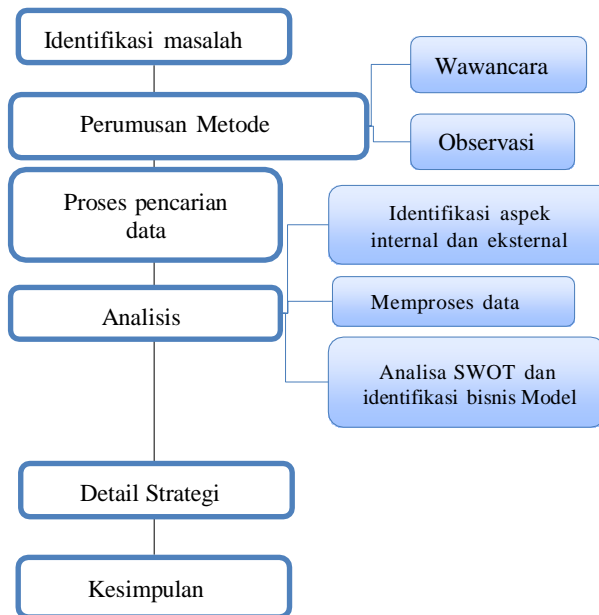 Identifikasi masalah
Wawancara
Perumusan Metode
Observasi
Proses pencarian
data
Identifikasi aspek
internal dan eksternal
Analisis
Memproses data
Analisa SWOT dan
identifikasi bisnis Model
Detail Strategi
Kesimpulan